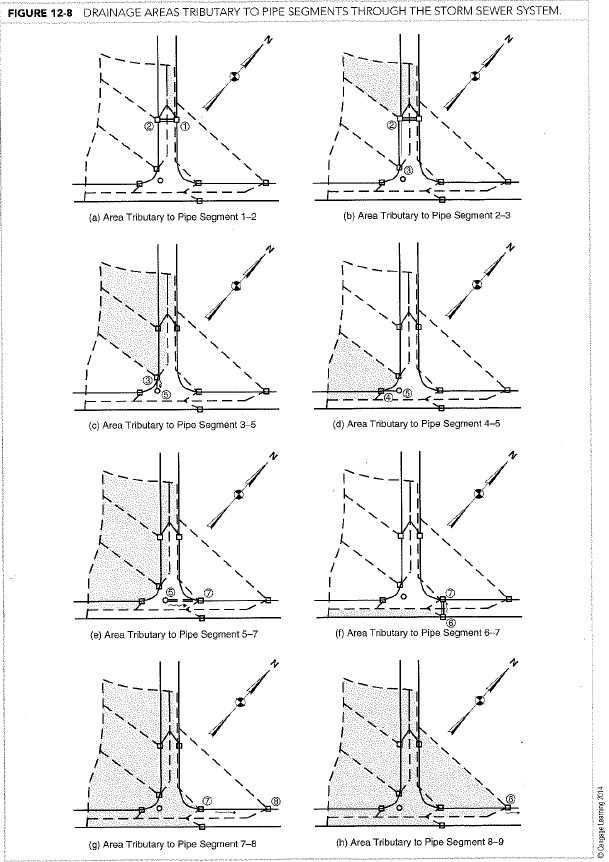 FIGURE 12-8 DRAINAGE AREAS TRIBUTARY TO PIPE SEGMENTS THROUGH THE STORM SEWER SYSTEM.
N
N
② ①
②
③
(a) Area Tributary to Pipe Segment 1–2
(b) Area Tributary to Pipe Segment 2–3
N
N
③
⑤
④ ⑤
(c) Area Tributary to Pipe Segment 3–5
(d) Area Tributary to Pipe Segment 4–5
N
N
⑤ ⑦
⑦
⑥
(e) Area Tributary to Pipe Segment 5–7
(f) Area Tributary to Pipe Segment 6–7
N
N
⑦ ⑧
⑧
(g) Area Tributary to Pipe Segment 7–8
(h) Area Tributary to Pipe Segment 8–9
© Cengage Learning 2014